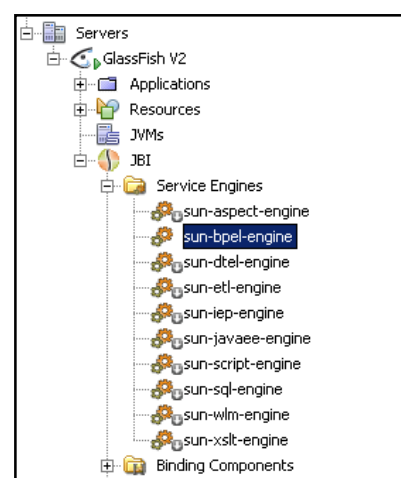 Servers
GlassFish V2
Applications
Resources
JVMs
JBI
Service Engines
sun-aspect-engine
sun-bpel-engine
sun-dtel-engine
sun-etl-engine
sun-iep-engine
sun-javaee-engine
sun-script-engine
sun-sql-engine
sun-wlm-engine
sun-xslt-engine
Binding Components